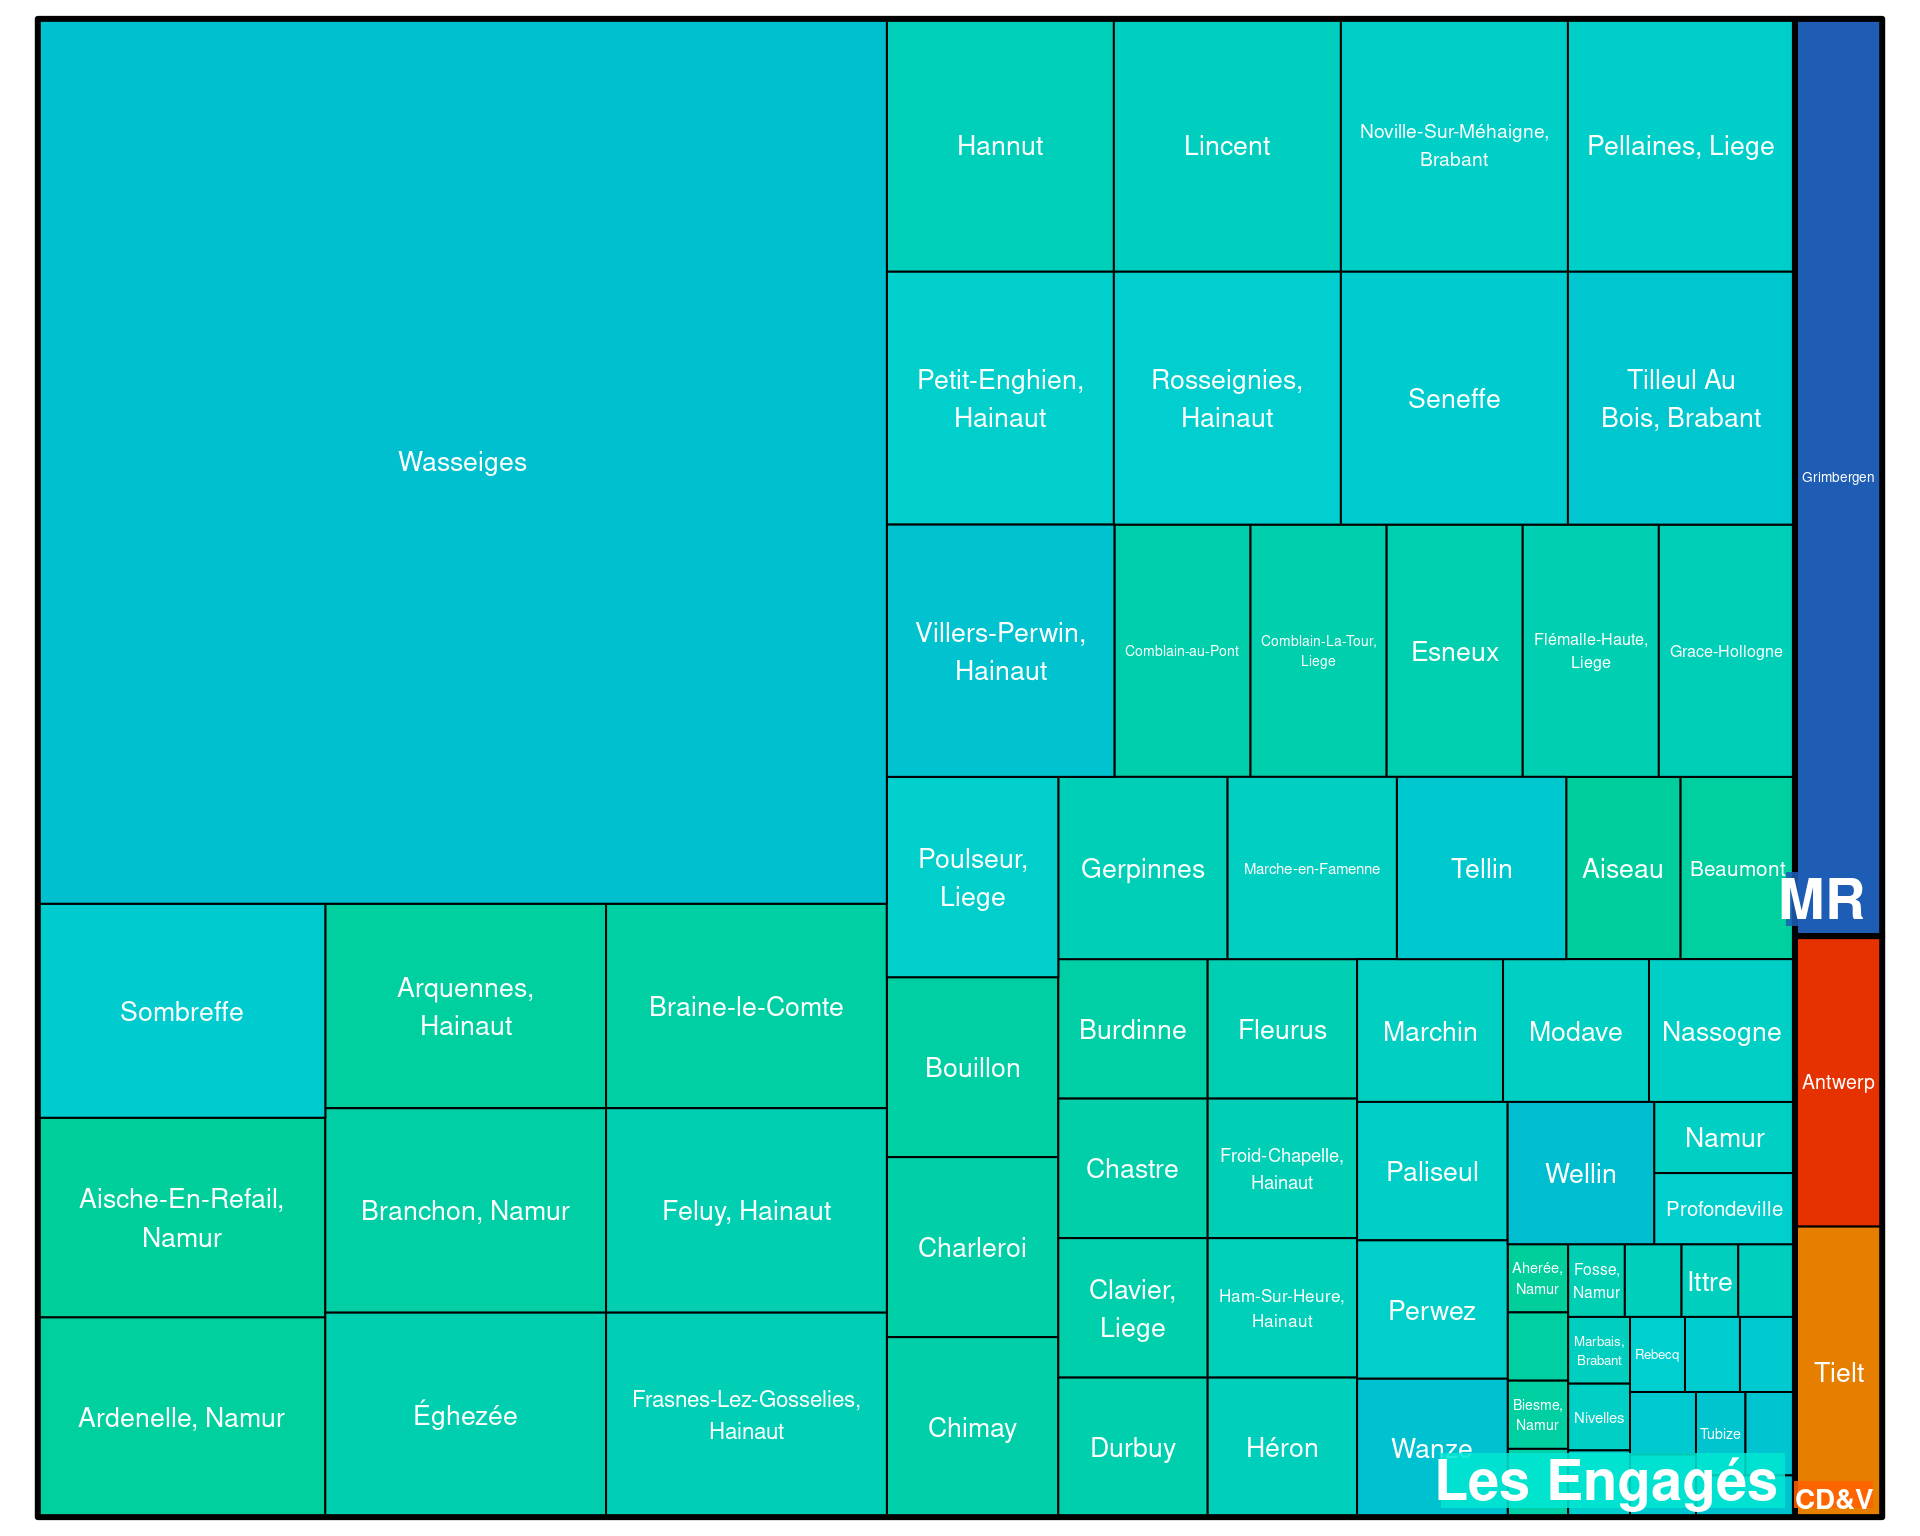 Wasseiges
Hannut
Lincent
Noville-Sur-Méhaigne,
Brabant
Pellaines, Liege
Petit-Enghien,
Hainaut
Rosseignies,
Hainaut
Seneffe
Tilleul Au
Bois, Brabant
Grimbergen
Villers-Perwin,
Hainaut
Comblain-au-Pont
Comblain-La-Tour,
Liege
Esneux
Flémalle-Haute,
Liege
Grace-Hollogne
Poulseur,
Liege
Gerpinnes
Marche-en-Famenne
Tellin
Aiseau
Beaumont
MR
Sombreffe
Arquennes,
Hainaut
Braine-le-Comte
Bouillon
Burdinne
Fleurus
Marchin
Modave
Nassogne
Antwerp
Aische-En-Refail,
Namur
Branchon, Namur
Feluy, Hainaut
Charleroi
Chastre
Froid-Chapelle,
Hainaut
Paliseul
Wellin
Namur
Profondeville
Clavier,
Liege
Ham-Sur-Heure,
Hainaut
Perwez
Aherée,
Namur
Fosse,
Namur
Ittre
Marbais,
Brabant
Rebecq
Tielt
Ardenelle, Namur
Éghezée
Frasnes-Lez-Gosselies,
Hainaut
Chimay
Durbuy
Héron
Wanze
Biesme,
Namur
Nivelles
Tubize
Les Engagés
CD&V